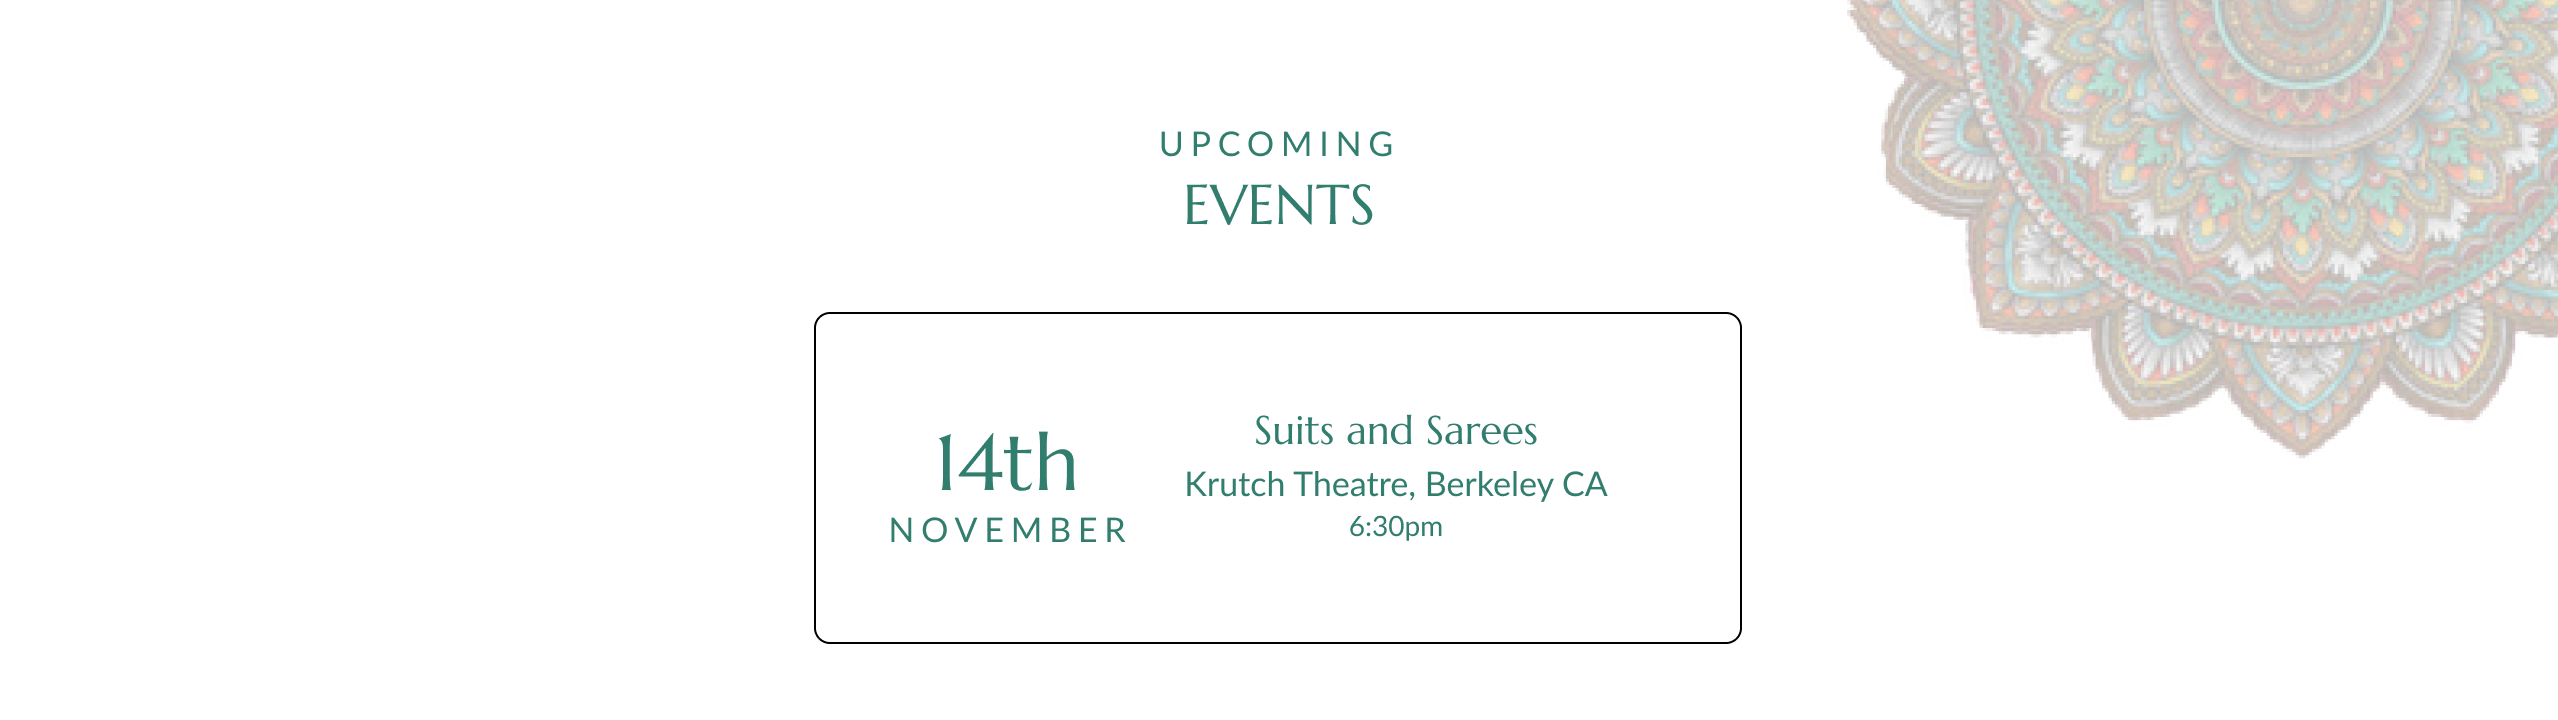 UPCOMING
EVENTS
14th
NOVEMBER
Suits and Sarees
Krutch Theatre, Berkeley CA
6:30pm